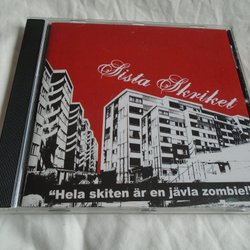 Sista Skriket
"Hela skiten är en jävla zombie!"